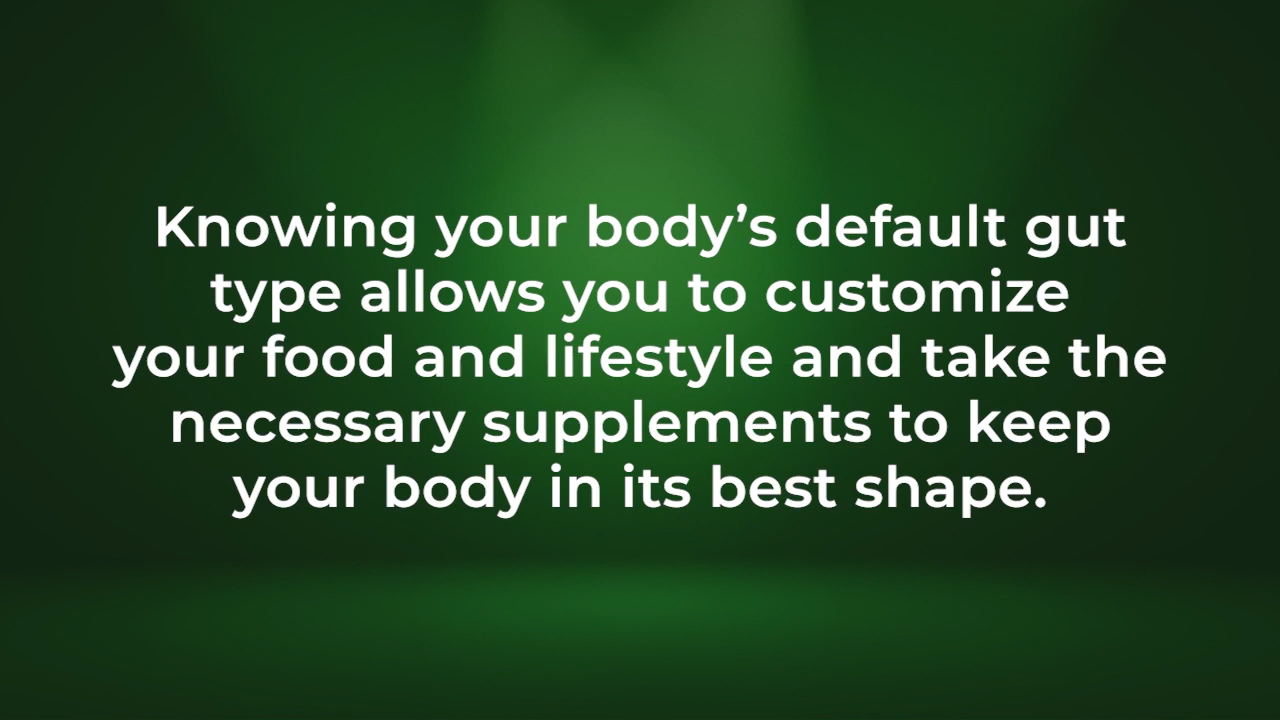 Knowing your body’s default gut
type allows you to customize
your food and lifestyle and take the
necessary supplements to keep
your body in its best shape.